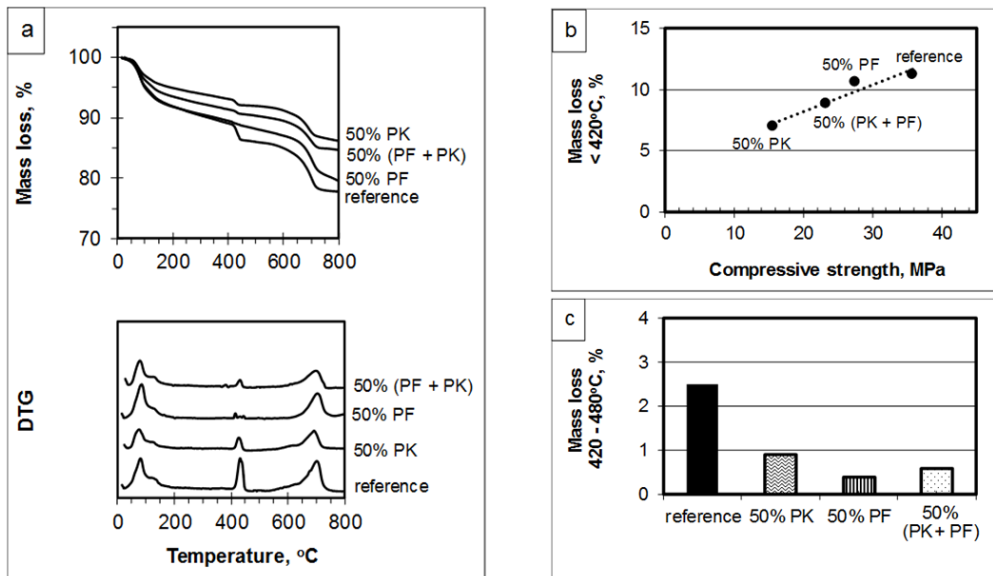 a
Mass loss, %
100
90
80
70
0 200 400 600 800
50% PK
50% (PF + PK)
50% PF
reference
DTG
50% (PF + PK)
50% PF
50% PK
reference
0 200 400 600 800
Temperature, °C
b
Mass loss
< 420°C, %
15
10
5
0
0 10 20 30 40
50% PK
50% (PK + PF)
50% PF
reference
Compressive strength, MPa
c
Mass loss
420 - 480°C, %
4
3
2
1
0
reference 50% PK 50% PF 50%
(PK + PF)